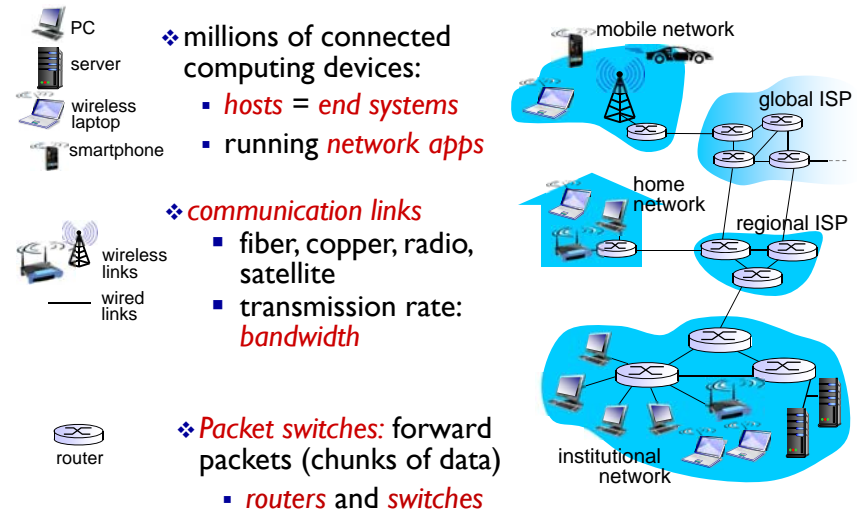 PC
server
wireless
laptop
smartphone
❖ millions of connected
computing devices:
▪ hosts = end systems
▪ running network apps
wireless
links
wired
links
❖ communication links
▪ fiber, copper, radio,
satellite
▪ transmission rate:
bandwidth
router
❖ Packet switches: forward
packets (chunks of data)
▪ routers and switches
mobile network
global ISP
home
network
regional ISP
institutional
network